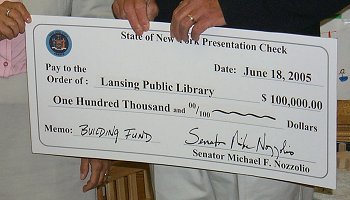 State of New York Presentation Check
Pay to the
Order of : Lansing Public Library
Date: June 18, 2005
$ 100,000.00
One Hundred Thousand and 00/100 Dollars
Memo: BUILDING FUND
Senator Mike Nozzolio
Senator Michael F. Nozzolio